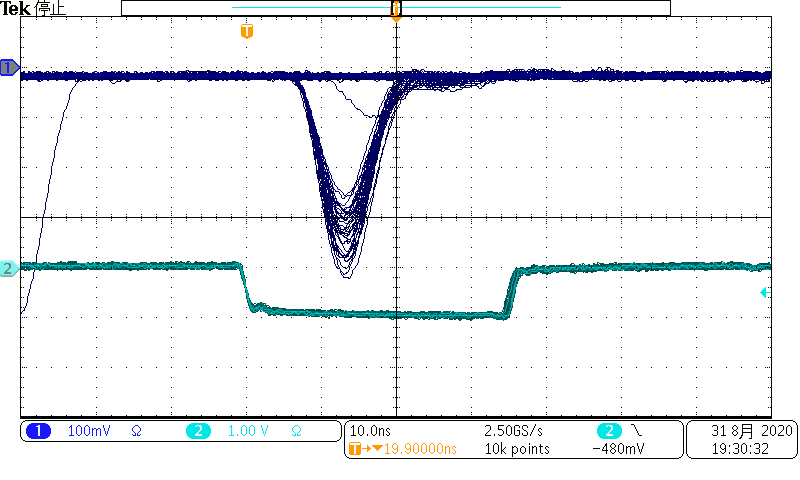 Tek 停止
T
1
2
1 100mV Ω 2 1.00 V Ω
10.0ns 2.50GS/s 2
T→▼19.90000ns 10k points −480mV
31 8月 2020
19:30:32